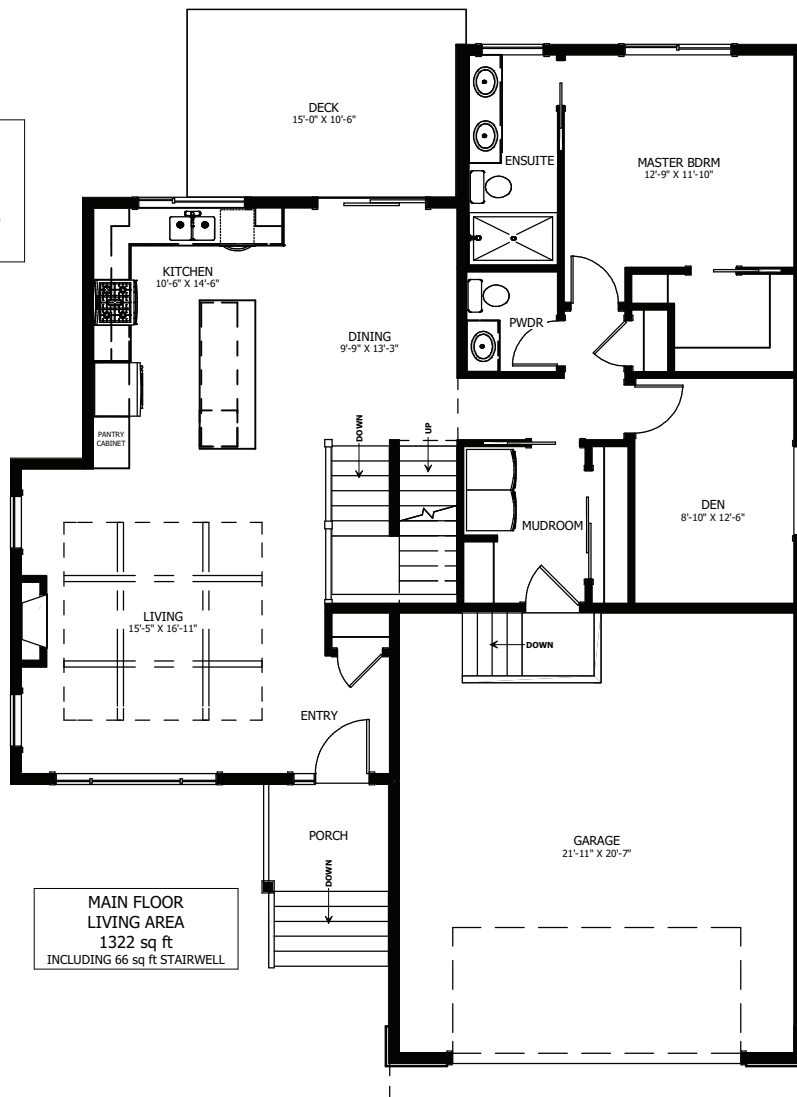 DECK
15'-0" X 10'-6"
ENSUITE
MASTER BDRM
12'-9" X 11'-10"
KITCHEN
10'-6" X 14'-6"
PWDR
DINING
9'-9" X 13'-3"
PANTRY
CABINET
DOWN
UP
MUDROOM
DEN
8'-10" X 12'-6"
LIVING
15'-5" X 16'-11"
DOWN
ENTRY
PORCH
DOWN
GARAGE
21'-11" X 20'-7"
MAIN FLOOR
LIVING AREA
1322 sq ft
INCLUDING 66 sq ft STAIRWELL